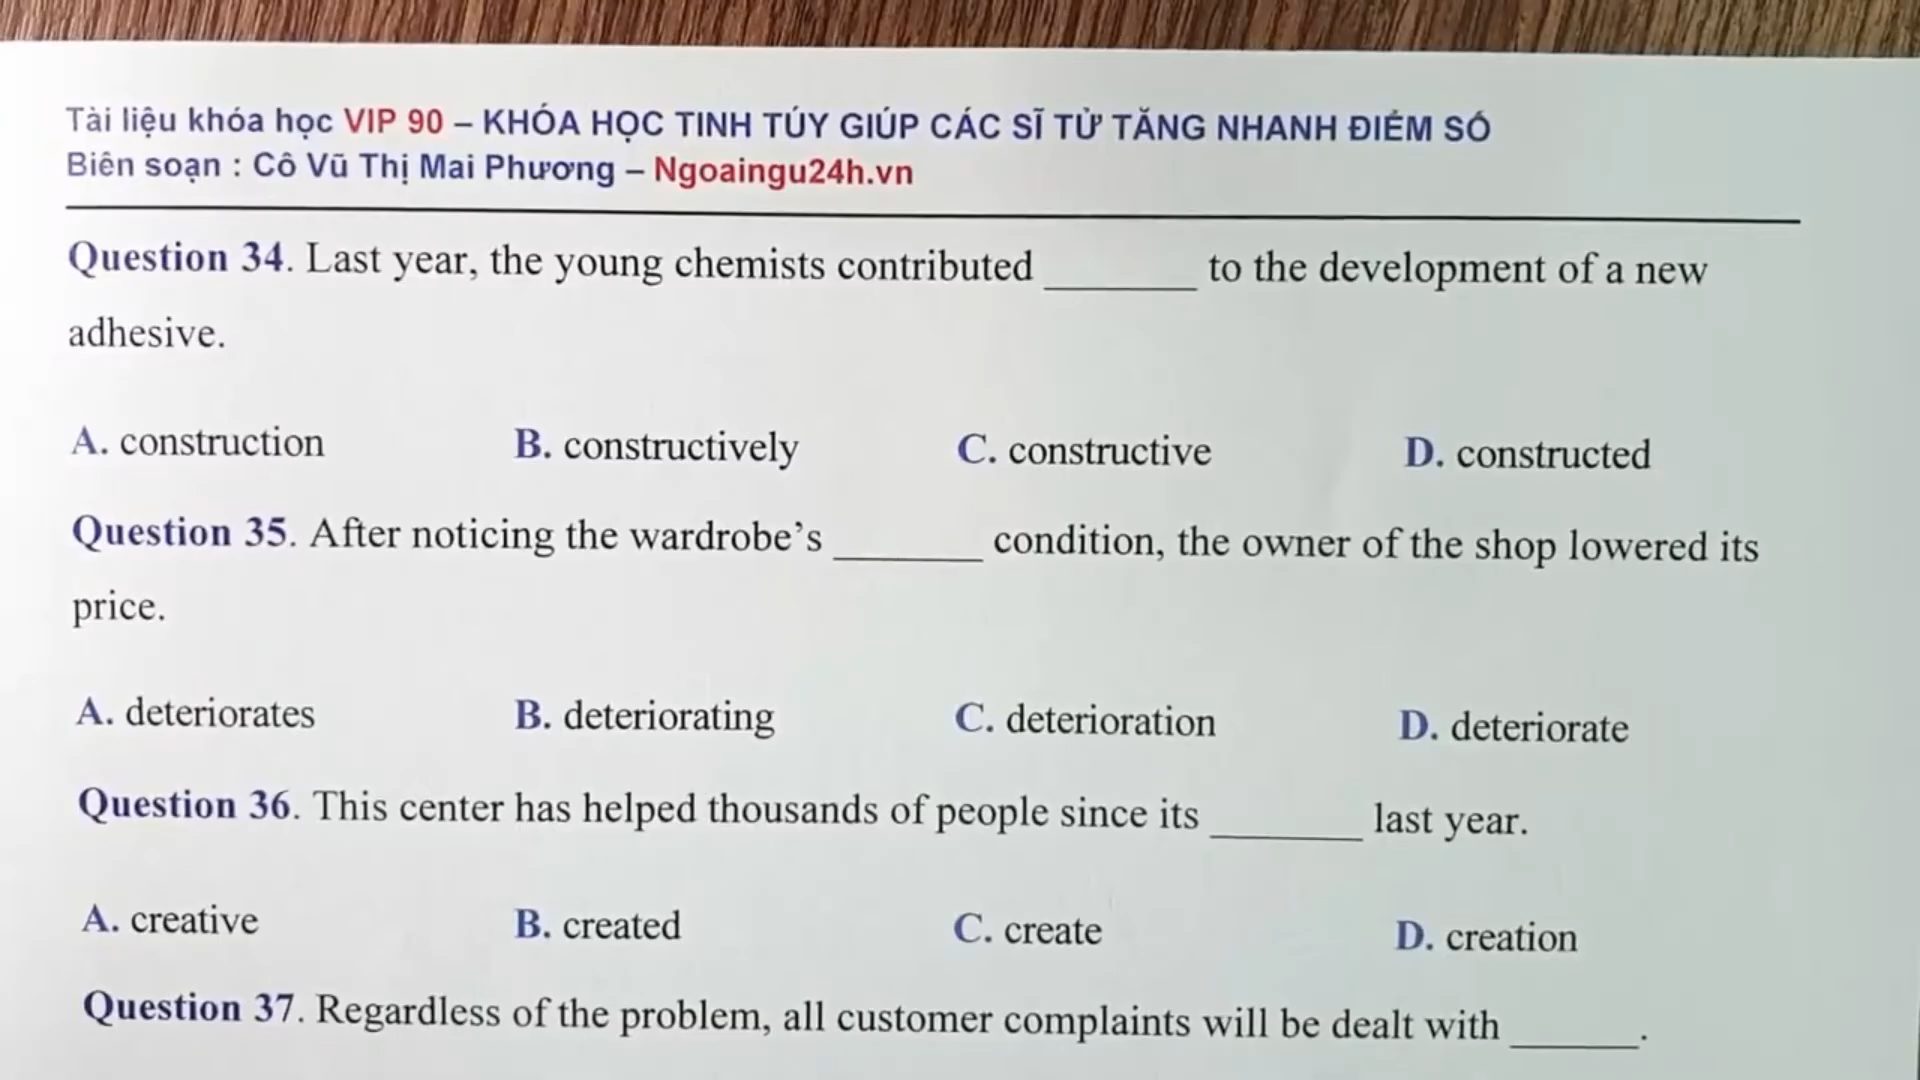 Tài liệu khóa học VIP 90 – KHÓA HỌC TINH TÚY GIÚP CÁC SĨ TỬ TĂNG NHANH ĐIỂM SỐ
Biên soạn : Cô Vũ Thị Mai Phương – Ngoaingu24h.vn
Question 34. Last year, the young chemists contributed ________ to the development of a new
adhesive.
A. construction B. constructively C. constructive D. constructed
Question 35. After noticing the wardrobe’s ________ condition, the owner of the shop lowered its
price.
A. deteriorates B. deteriorating C. deterioration D. deteriorate
Question 36. This center has helped thousands of people since its ________ last year.
A. creative B. created C. create D. creation
Question 37. Regardless of the problem, all customer complaints will be dealt with _______.